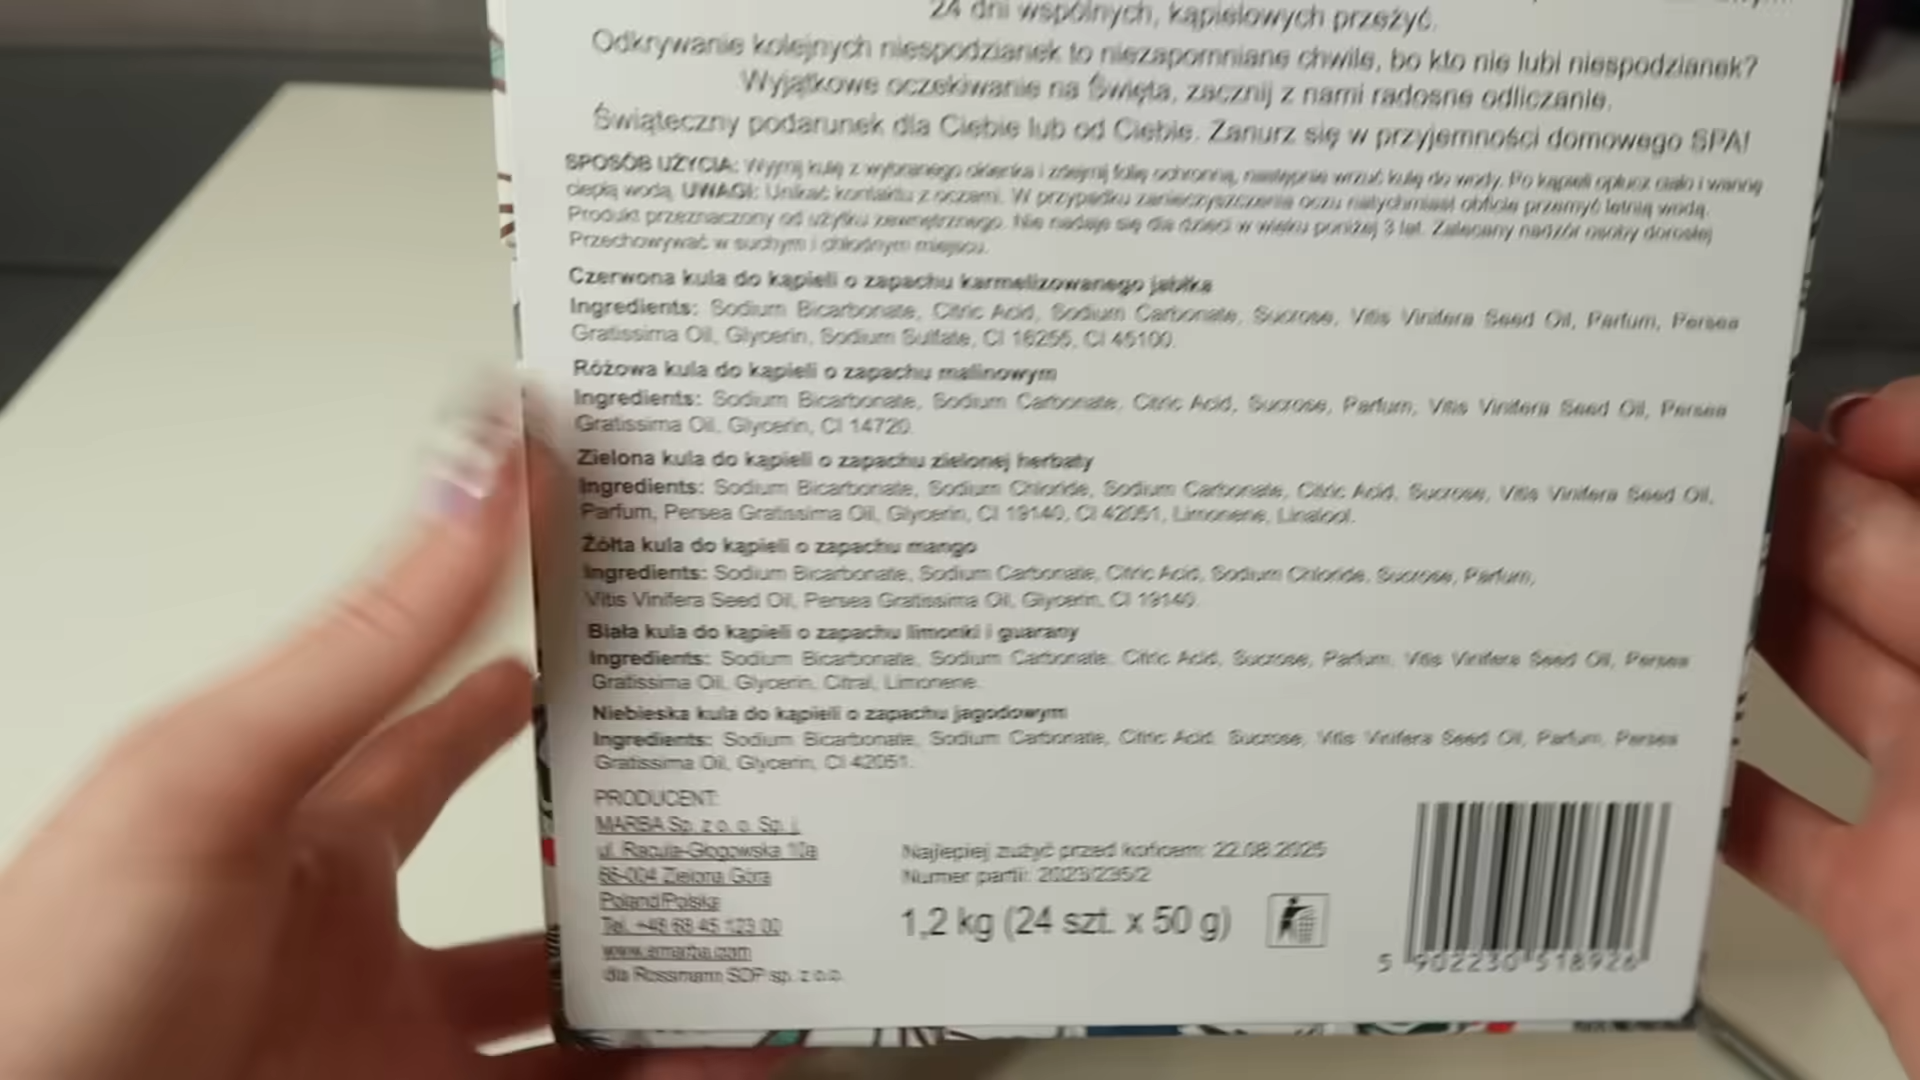 24 dni wspólnych, kąpielowych przeżyć.
Odkrywanie kolejnych niespodzianek to niezapomniane chwile, bo kto nie lubi niespodzianek?
Wyjątkowe oczekiwanie na Święta, zacznij z nami radosne odliczanie.
Świąteczny podarunek dla Ciebie lub od Ciebie. Zanurz się w przyjemności domowego SPA!
SPOSÓB UŻYCIA: Wyjmij kulę z wybranego okienka i zdejmij folię ochronną, następnie wrzuć kulę do wody. Po kąpieli opłucz ciało i wannę
ciepłą wodą. UWAGI: Unikać kontaktu z oczami. W przypadku zanieczyszczenia oczu natychmiast obficie przemyć letnią wodą.
Produkt przeznaczony do użytku zewnętrznego. Nie nadaje się dla dzieci w wieku poniżej 3 lat. Zalecany nadzór osoby dorosłej.
Przechowywać w suchym i chłodnym miejscu.
Czerwona kula do kąpieli o zapachu karmelizowanego jabłka
Ingredients: Sodium Bicarbonate, Citric Acid, Sodium Carbonate, Sucrose, Vitis Vinifera Seed Oil, Parfum, Persea
Gratissima Oil, Glycerin, Sodium Sulfate, CI 16255, CI 45100.
Różowa kula do kąpieli o zapachu malinowym
Ingredients: Sodium Bicarbonate, Sodium Carbonate, Citric Acid, Sucrose, Parfum, Vitis Vinifera Seed Oil, Persea
Gratissima Oil, Glycerin, CI 14720.
Zielona kula do kąpieli o zapachu zielonej herbaty
Ingredients: Sodium Bicarbonate, Sodium Chloride, Sodium Carbonate, Citric Acid, Sucrose, Vitis Vinifera Seed Oil,
Parfum, Persea Gratissima Oil, Glycerin, CI 19140, CI 42051, Limonene, Linalool.
Żółta kula do kąpieli o zapachu mango
Ingredients: Sodium Bicarbonate, Sodium Carbonate, Citric Acid, Sodium Chloride, Sucrose, Parfum,
Vitis Vinifera Seed Oil, Persea Gratissima Oil, Glycerin, CI 19140.
Biała kula do kąpieli o zapachu limonki i guarany
Ingredients: Sodium Bicarbonate, Sodium Carbonate, Citric Acid, Sucrose, Parfum, Vitis Vinifera Seed Oil, Persea
Gratissima Oil, Glycerin, Citral, Limonene.
Niebieska kula do kąpieli o zapachu jagodowym
Ingredients: Sodium Bicarbonate, Sodium Carbonate, Citric Acid, Sucrose, Vitis Vinifera Seed Oil, Parfum, Persea
Gratissima Oil, Glycerin, CI 42051.
PRODUCENT:
MARBA Sp. z o. o. Sp. j.
ul. Racula-Głogowska 10a
66-004 Zielona Góra
Poland/Polska
Tel. +48 68 45 123 00
www.emarba.com
dla Rossmann SDP sp. z o.o.
Najlepiej zużyć przed końcem: 22.08.2025
Numer partii: 2023/235/2
1,2 kg (24 szt. x 50 g)
5 902230 518926